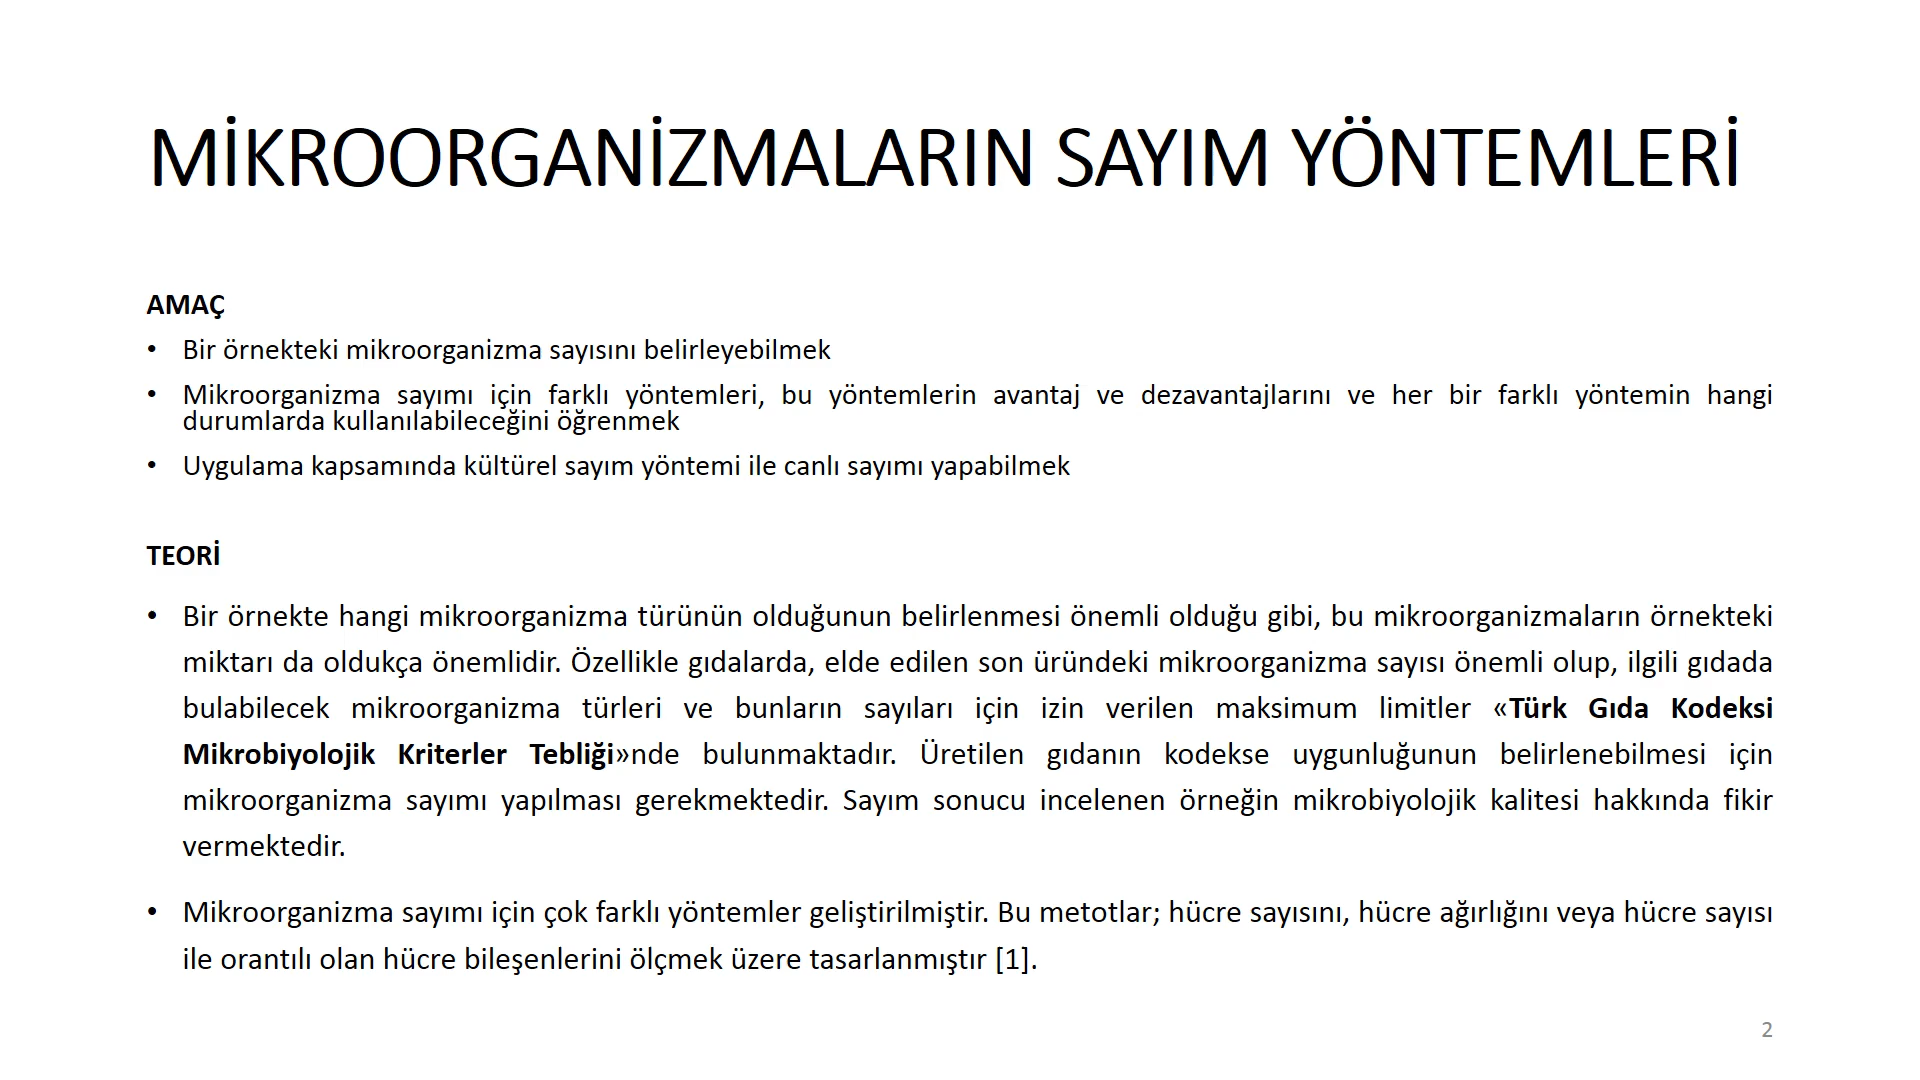 MİKROORGANİZMALARIN SAYIM YÖNTEMLERİ
AMAÇ
• Bir örnekteki mikroorganizma sayısını belirleyebilmek
• Mikroorganizma sayımı için farklı yöntemleri, bu yöntemlerin avantaj ve dezavantajlarını ve her bir farklı yöntemin hangi
durumlarda kullanılabileceğini öğrenmek
• Uygulama kapsamında kültürel sayım yöntemi ile canlı sayımı yapabilmek
TEORİ
• Bir örnekte hangi mikroorganizma türünün olduğunun belirlenmesi önemli olduğu gibi, bu mikroorganizmaların örnekteki
miktarı da oldukça önemlidir. Özellikle gıdalarda, elde edilen son üründeki mikroorganizma sayısı önemli olup, ilgili gıdada
bulabilecek mikroorganizma türleri ve bunların sayıları için izin verilen maksimum limitler «Türk Gıda Kodeksi
Mikrobiyolojik Kriterler Tebliği»nde bulunmaktadır. Üretilen gıdanın kodekse uygunluğunun belirlenebilmesi için
mikroorganizma sayımı yapılması gerekmektedir. Sayım sonucu incelenen örneğin mikrobiyolojik kalitesi hakkında fikir
vermektedir.
• Mikroorganizma sayımı için çok farklı yöntemler geliştirilmiştir. Bu metotlar; hücre sayısını, hücre ağırlığını veya hücre sayısı
ile orantılı olan hücre bileşenlerini ölçmek üzere tasarlanmıştır [1].
2